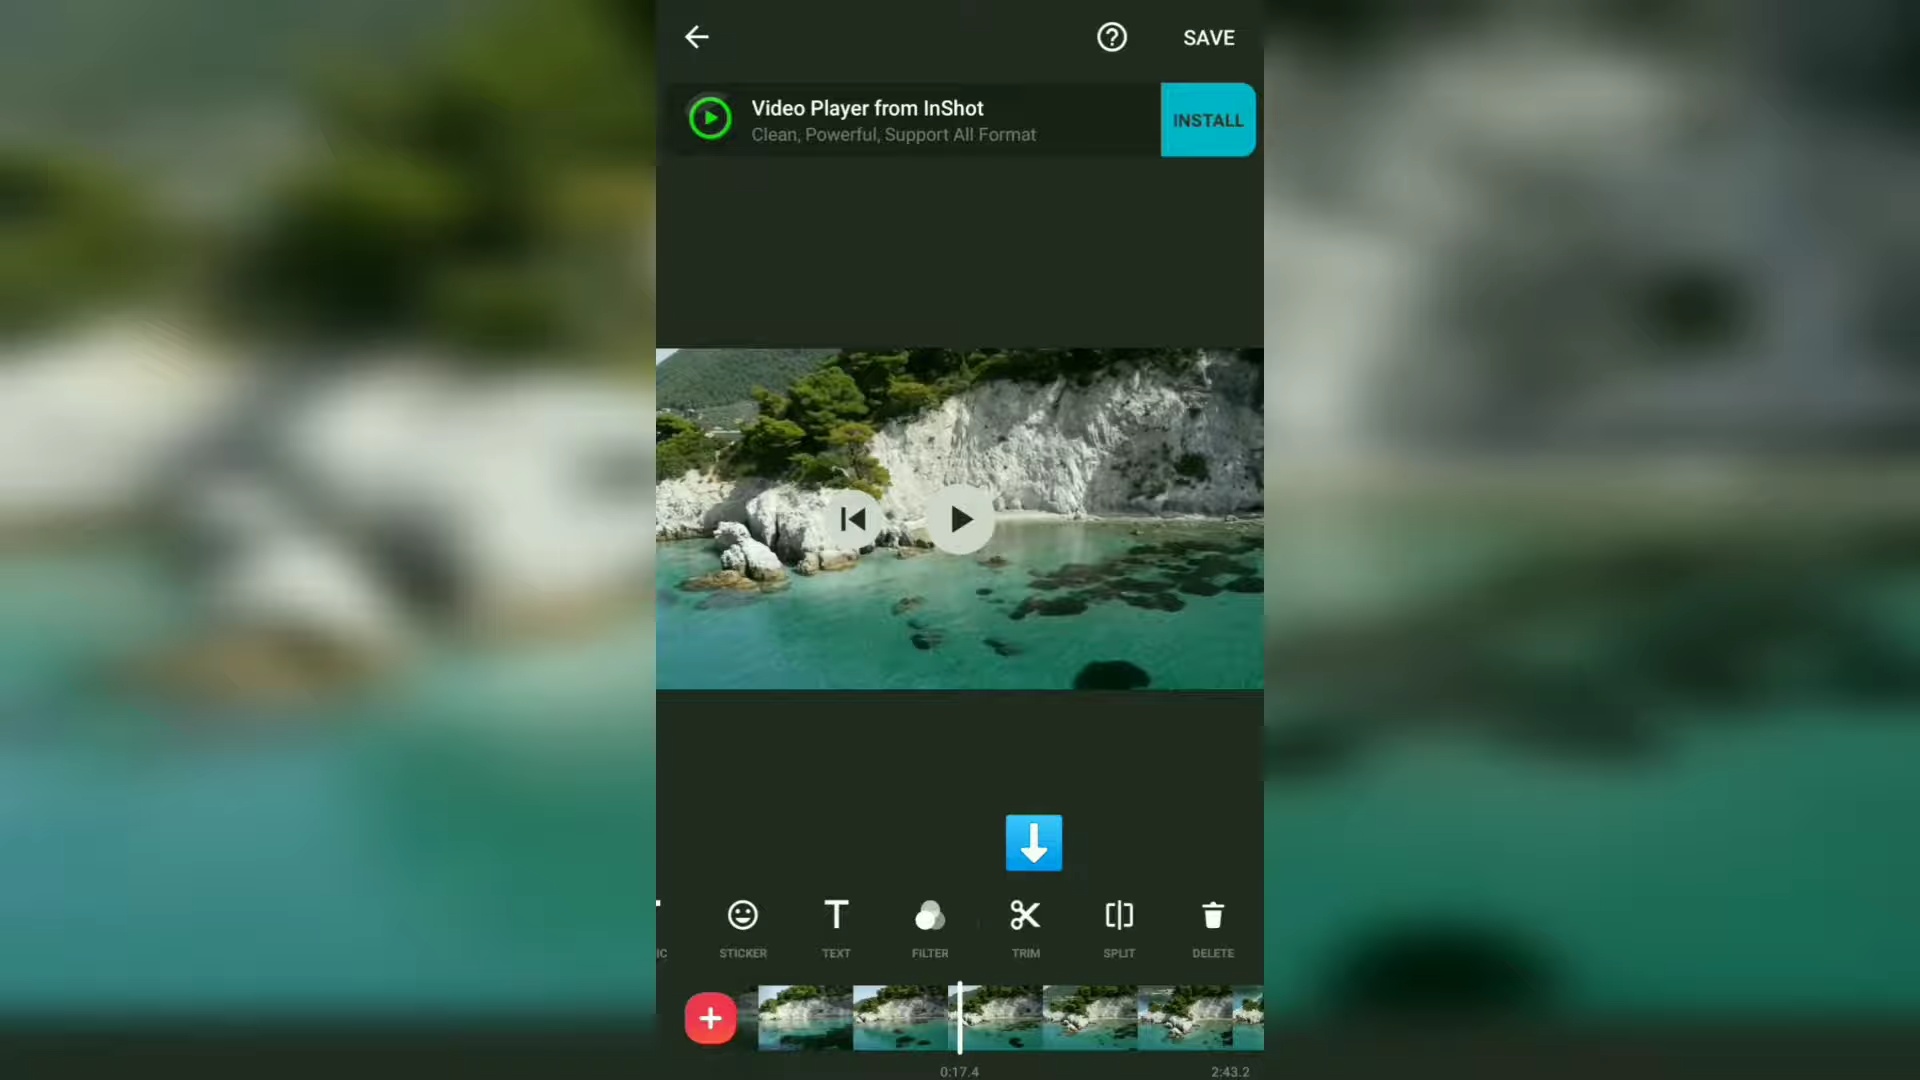 SAVE
Video Player from InShot
Clean, Powerful, Support All Format
INSTALL
IC
STICKER
TEXT
FILTER
TRIM
SPLIT
DELETE
0:17.4
2:43.2